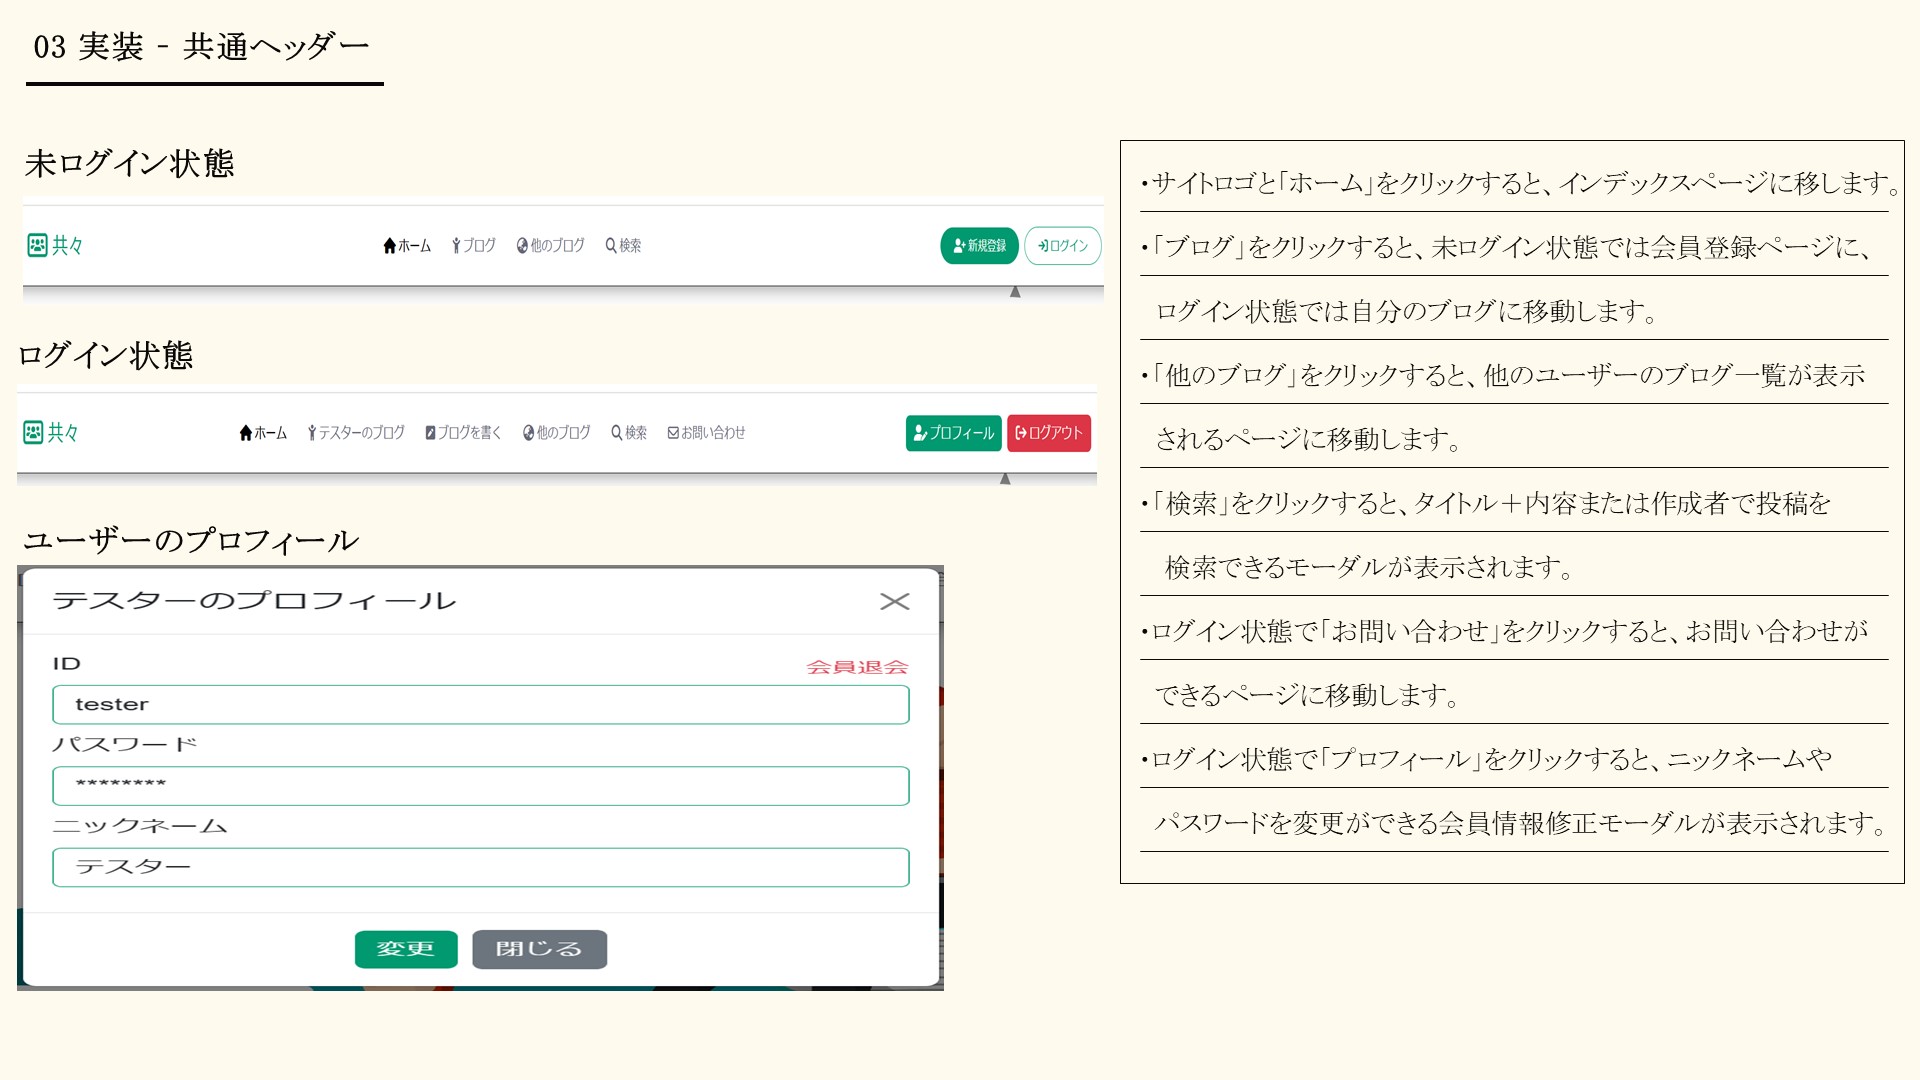 03 実装 - 共通ヘッダー
未ログイン状態
共々 ホーム ブログ 他のブログ 検索 新規登録 ログイン
ログイン状態
共々 ホーム テスターのブログ ブログを書く 他のブログ 検索 お問い合わせ プロフィール ログアウト
ユーザーのプロフィール
テスターのプロフィール
ID 会員退会
tester
パスワード
********
ニックネーム
テスター
変更 閉じる
・サイトロゴと「ホーム」をクリックすると、インデックスページに移します。
・「ブログ」をクリックすると、未ログイン状態では会員登録ページに、
ログイン状態では自分のブログに移動します。
・「他のブログ」をクリックすると、他のユーザーのブログ一覧が表示
されるページに移動します。
・「検索」をクリックすると、タイトル＋内容または作成者で投稿を
検索できるモーダルが表示されます。
・ログイン状態で「お問い合わせ」をクリックすると、お問い合わせが
できるページに移動します。
・ログイン状態で「プロフィール」をクリックすると、ニックネームや
パスワードを変更ができる会員情報修正モーダルが表示されます。